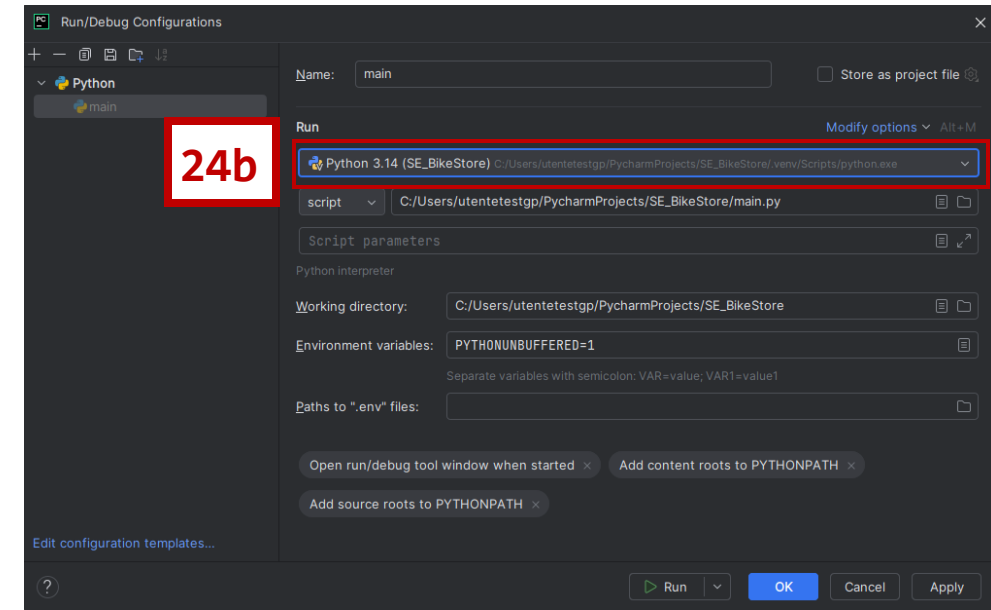 Run/Debug Configurations
Python
main
Edit configuration templates...
24b
Name: main Store as project file
Run Modify options Alt+M
Python 3.14 (SE_BikeStore) C:/Users/utentetestgp/PycharmProjects/SE_BikeStore/.venv/Scripts/python.exe
script C:/Users/utentetestgp/PycharmProjects/SE_BikeStore/main.py
Script parameters
Python interpreter
Working directory: C:/Users/utentetestgp/PycharmProjects/SE_BikeStore
Environment variables: PYTHONUNBUFFERED=1
Separate variables with semicolon: VAR=value; VAR1=value1
Paths to ".env" files:
Open run/debug tool window when started × Add content roots to PYTHONPATH ×
Add source roots to PYTHONPATH ×
? Run OK Cancel Apply